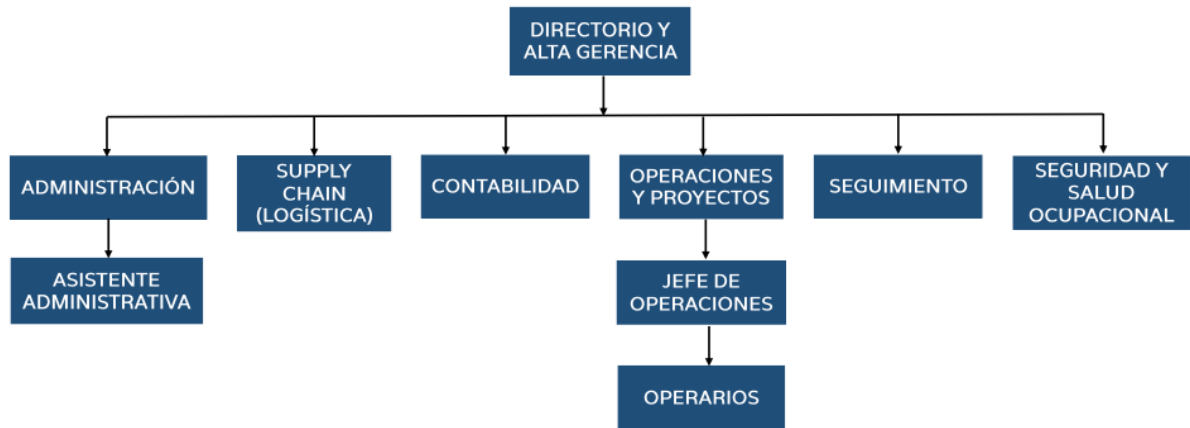 DIRECTORIO Y
ALTA GERENCIA
ADMINISTRACIÓN
SUPPLY
CHAIN
(LOGÍSTICA)
CONTABILIDAD
OPERACIONES
Y PROYECTOS
SEGUIMIENTO
SEGURIDAD Y
SALUD
OCUPACIONAL
ASISTENTE
ADMINISTRATIVA
JEFE DE
OPERACIONES
OPERARIOS